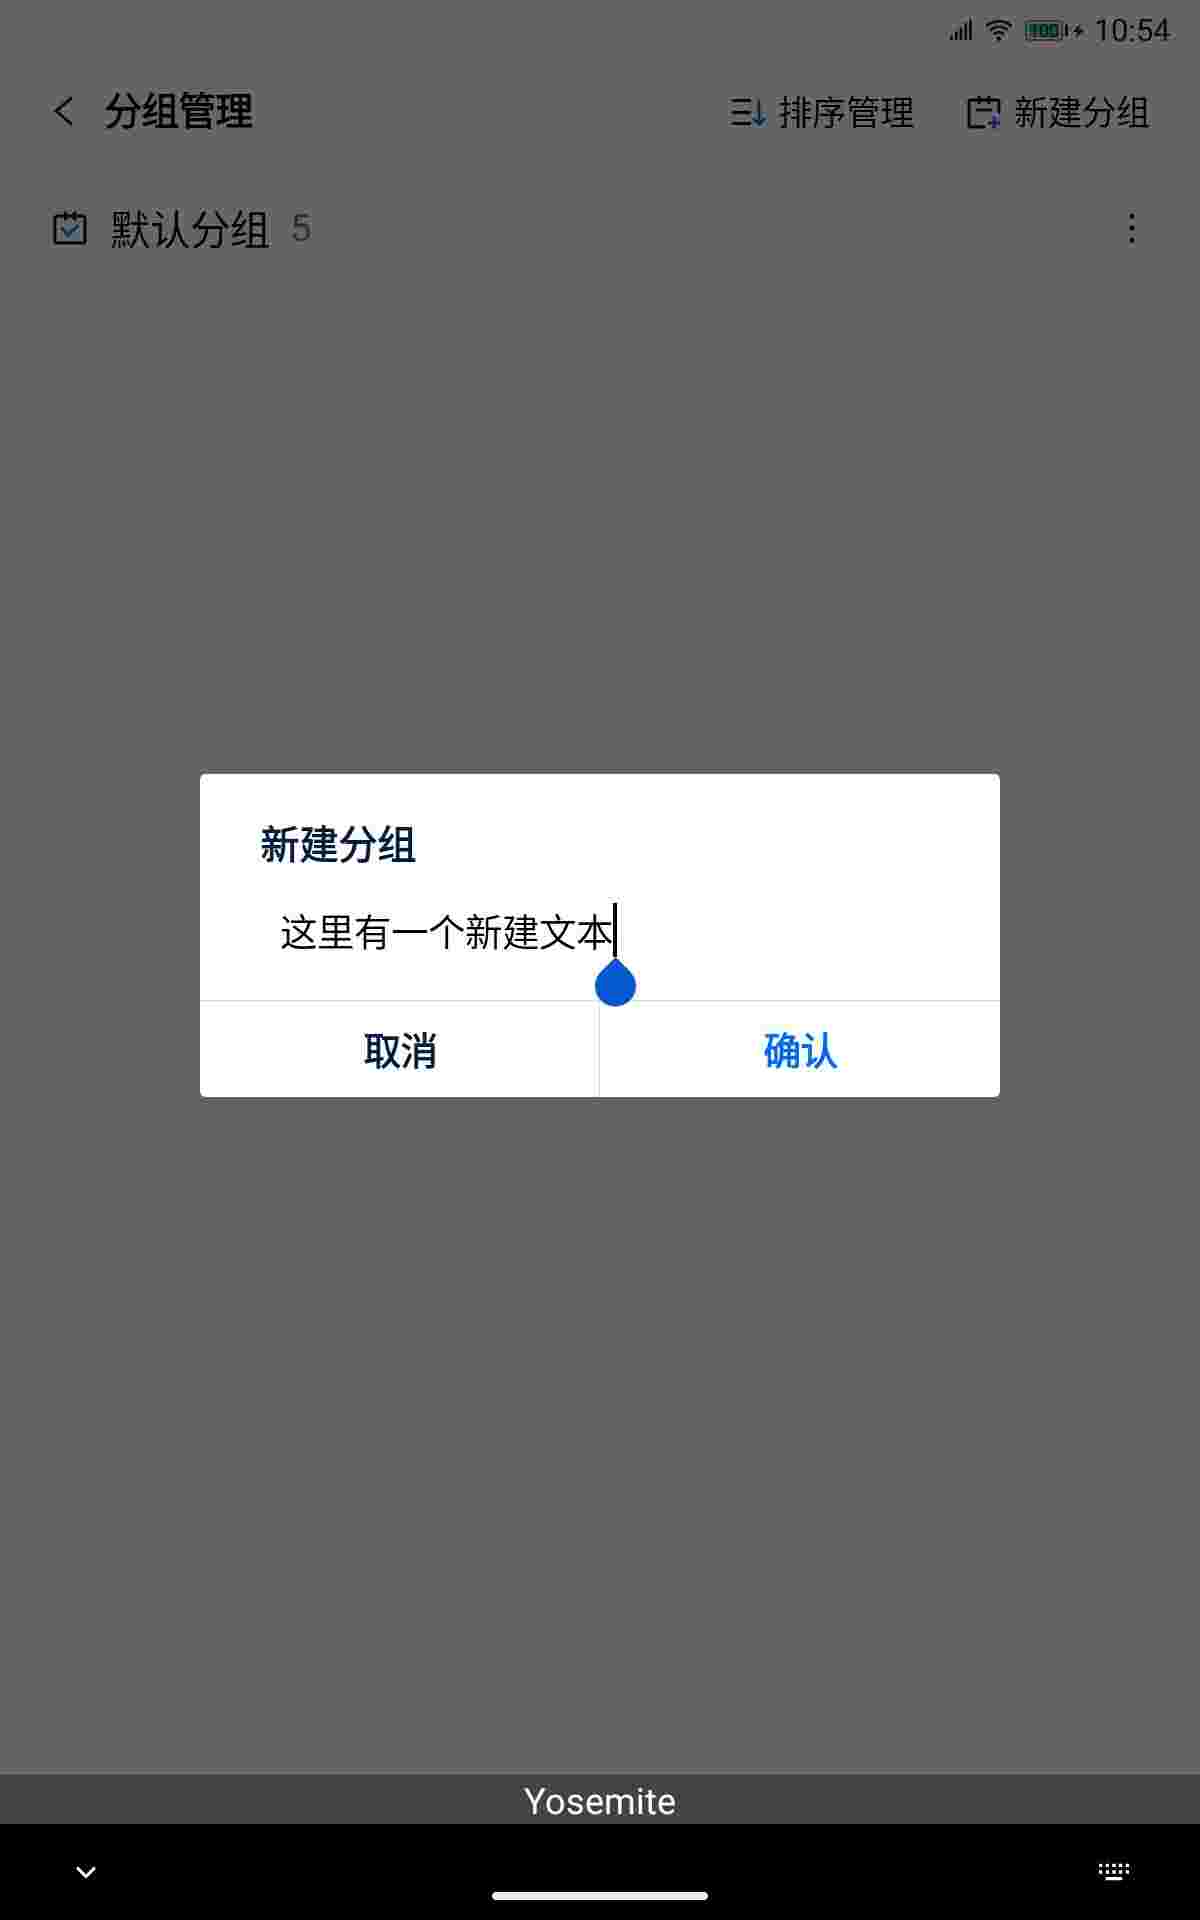 100 10:54
分组管理 排序管理 新建分组
默认分组 5
新建分组
这里有一个新建文本
取消 确认
Yosemite